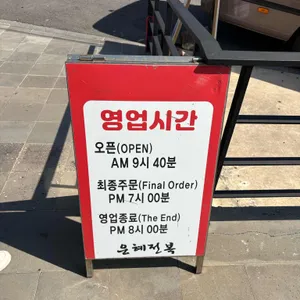 영업시간
오픈(OPEN)
AM 9시 40분
최종주문(Final Order)
PM 7시 00분
영업종료(The End)
PM 8시 00분
은혜전복